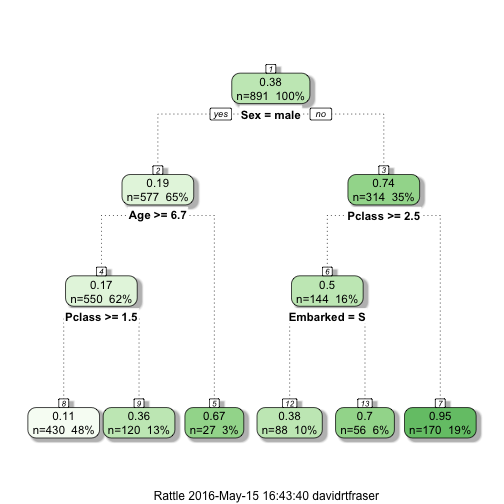 1
0.38
n=891 100%
yes Sex = male no
2
0.19
n=577 65%
Age >= 6.7
3
0.74
n=314 35%
Pclass >= 2.5
4
0.17
n=550 62%
Pclass >= 1.5
6
0.5
n=144 16%
Embarked = S
8
0.11
n=430 48%
9
0.36
n=120 13%
5
0.67
n=27 3%
12
0.38
n=88 10%
13
0.7
n=56 6%
7
0.95
n=170 19%
Rattle 2016-May-15 16:43:40 davidrtfraser